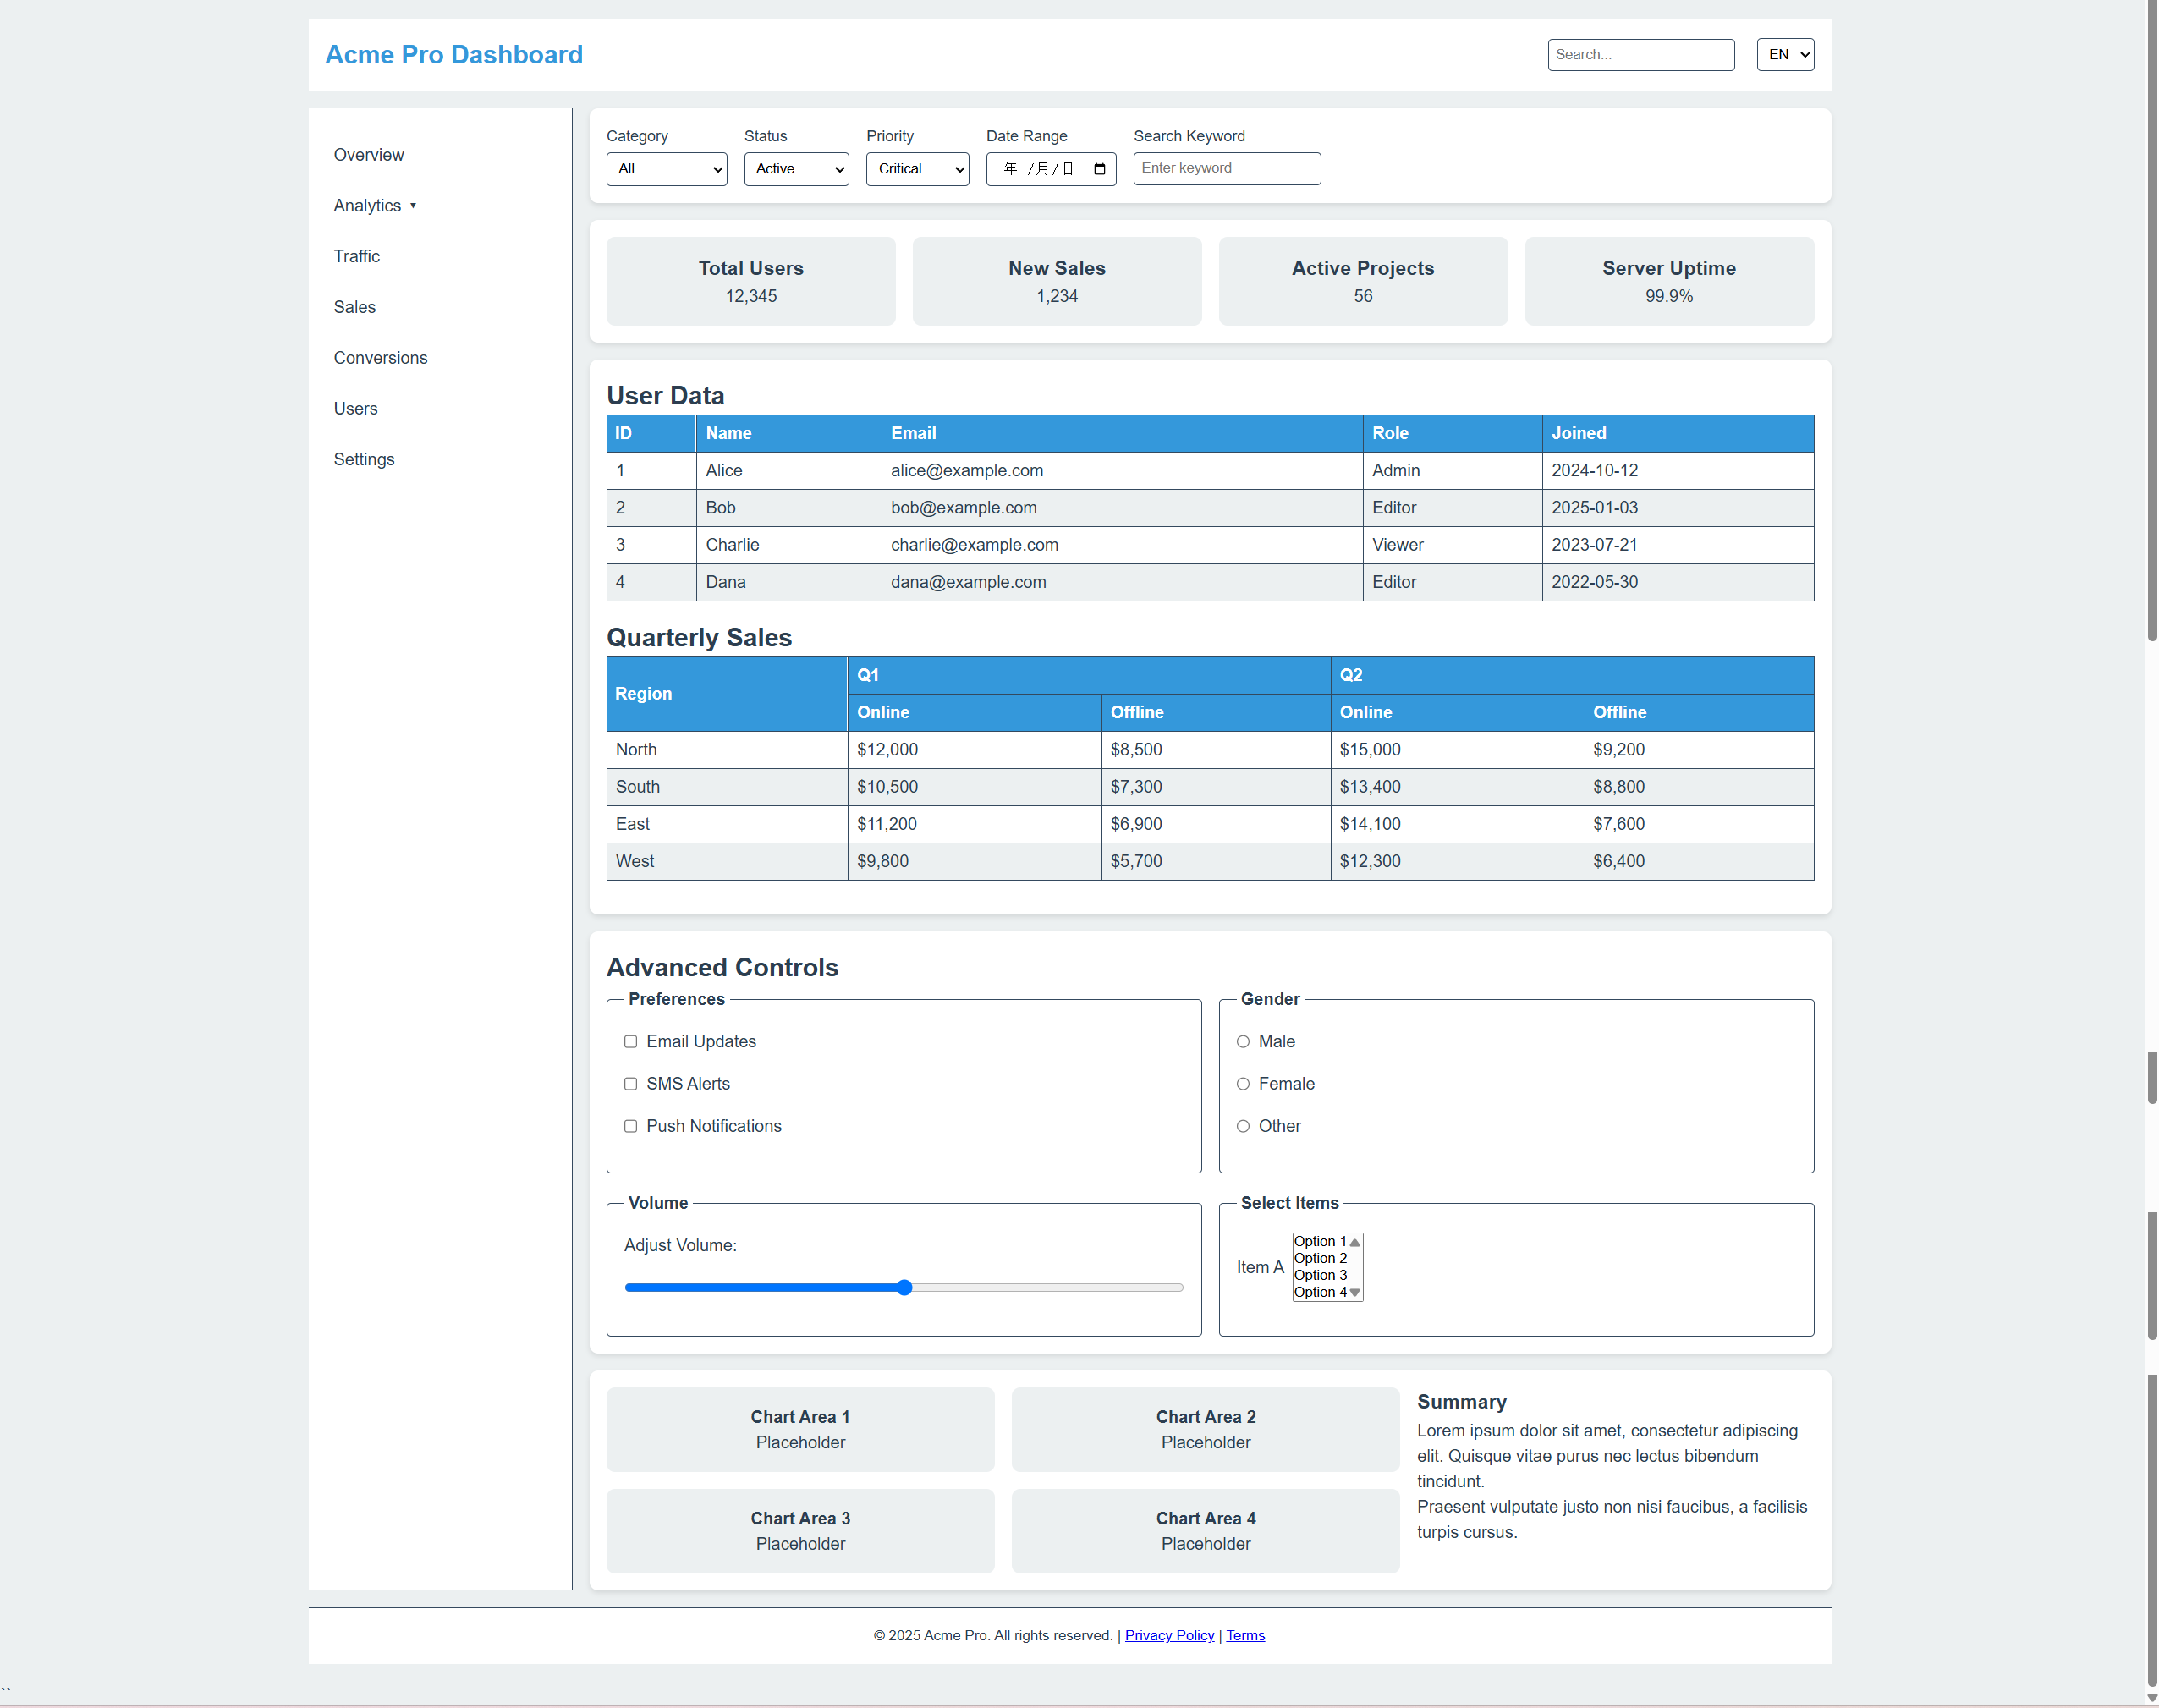 Acme Pro Dashboard
Search...
EN
Overview
Analytics ▼
Traffic
Sales
Conversions
Users
Settings
Category Status Priority Date Range Search Keyword
All Active Critical 年 /月/日 Enter keyword
Total Users New Sales Active Projects Server Uptime
12,345 1,234 56 99.9%
User Data
ID Name Email Role Joined
1 Alice alice@example.com Admin 2024-10-12
2 Bob bob@example.com Editor 2025-01-03
3 Charlie charlie@example.com Viewer 2023-07-21
4 Dana dana@example.com Editor 2022-05-30
Quarterly Sales
Region Q1 Q2
Online Offline Online Offline
North $12,000 $8,500 $15,000 $9,200
South $10,500 $7,300 $13,400 $8,800
East $11,200 $6,900 $14,100 $7,600
West $9,800 $5,700 $12,300 $6,400
Advanced Controls
Preferences
Email Updates
SMS Alerts
Push Notifications
Gender
Male
Female
Other
Volume
Adjust Volume:
Select Items
Item A
Option 1
Option 2
Option 3
Option 4
Chart Area 1
Placeholder
Chart Area 2
Placeholder
Chart Area 3
Placeholder
Chart Area 4
Placeholder
Summary
Lorem ipsum dolor sit amet, consectetur adipiscing
elit. Quisque vitae purus nec lectus bibendum
tincidunt.
Praesent vulputate justo non nisi faucibus, a facilisis
turpis cursus.
© 2025 Acme Pro. All rights reserved. | Privacy Policy | Terms
``